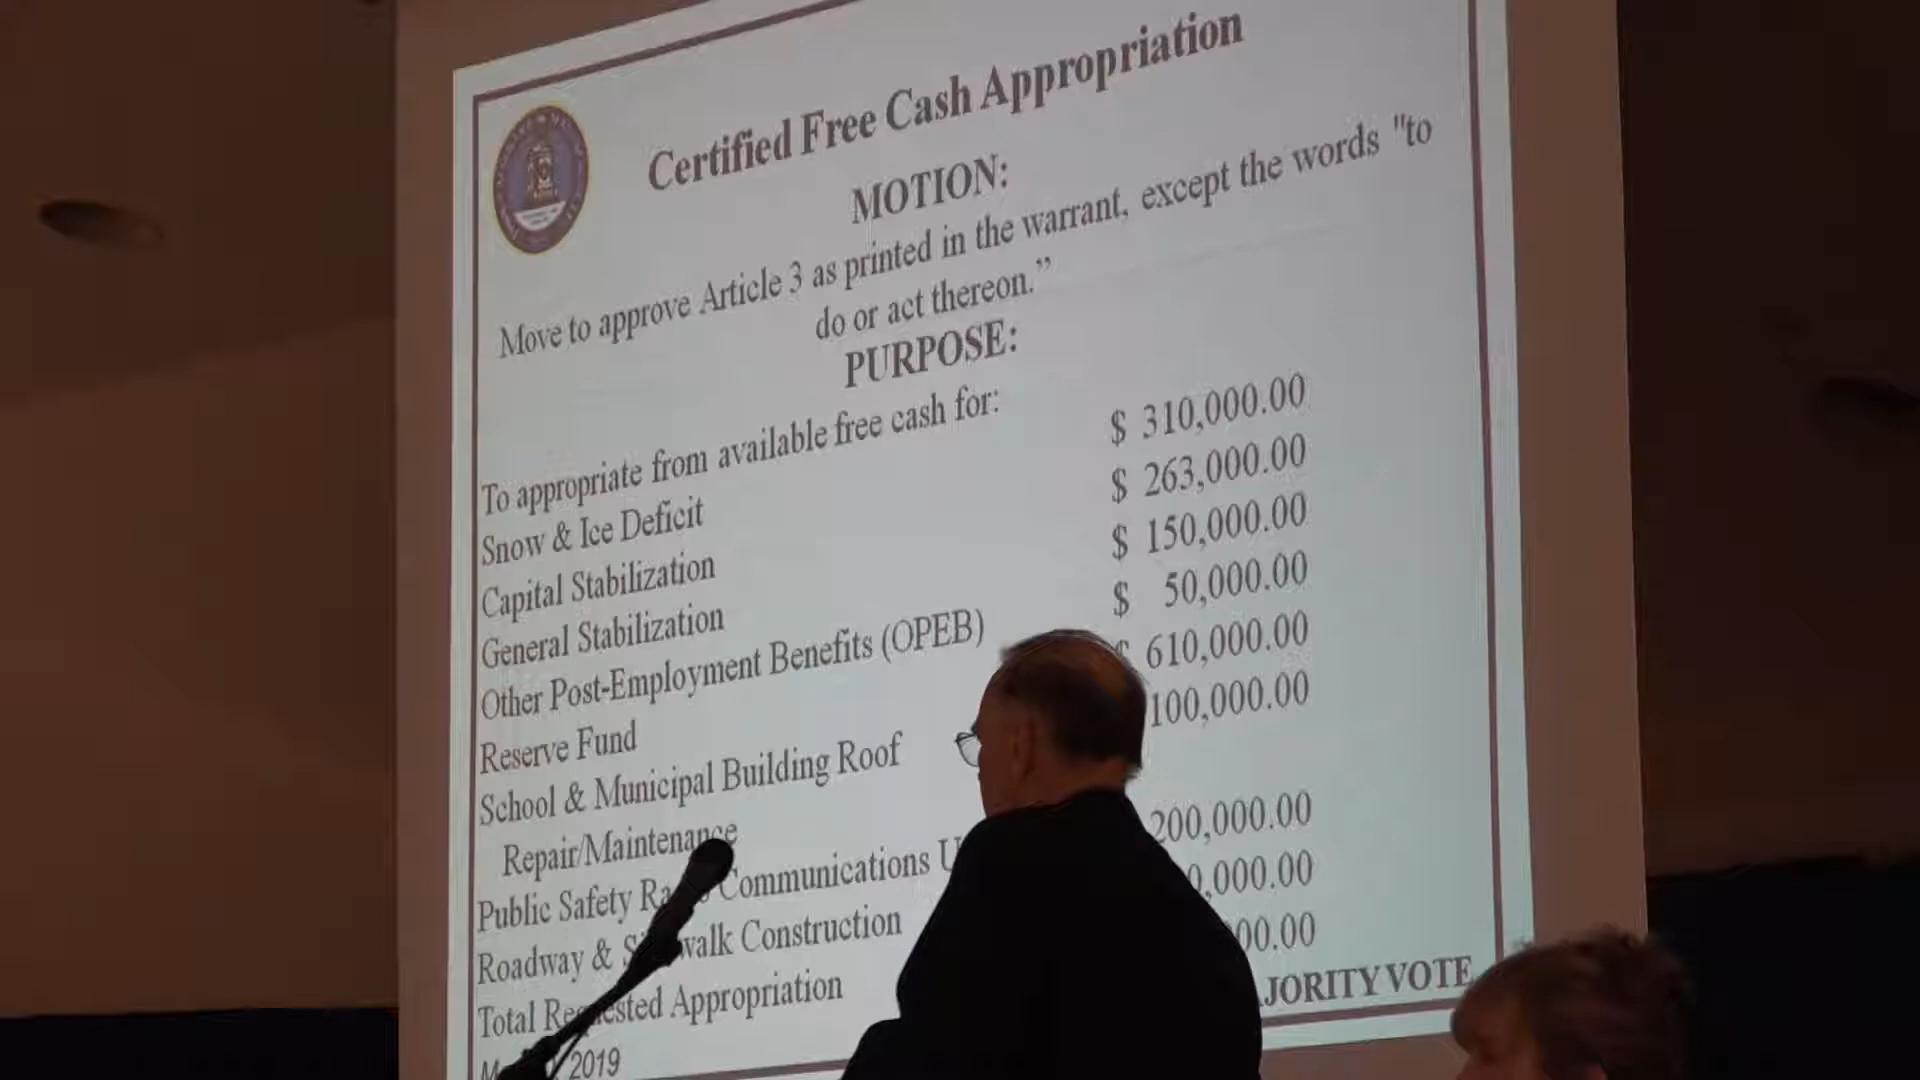 Certified Free Cash Appropriation
MOTION:
Move to approve Article 3 as printed in the warrant, except the words "to
do or act thereon.”
PURPOSE:
To appropriate from available free cash for:
Snow & Ice Deficit $ 310,000.00
Capital Stabilization $ 263,000.00
General Stabilization $ 150,000.00
Other Post-Employment Benefits (OPEB) $ 50,000.00
Reserve Fund $ 610,000.00
School & Municipal Building Roof 100,000.00
Repair/Maintenance
Public Safety Communications 200,000.00
Roadway & Sidewalk Construction
Total Requested Appropriation
MAJORITY VOTE
2019